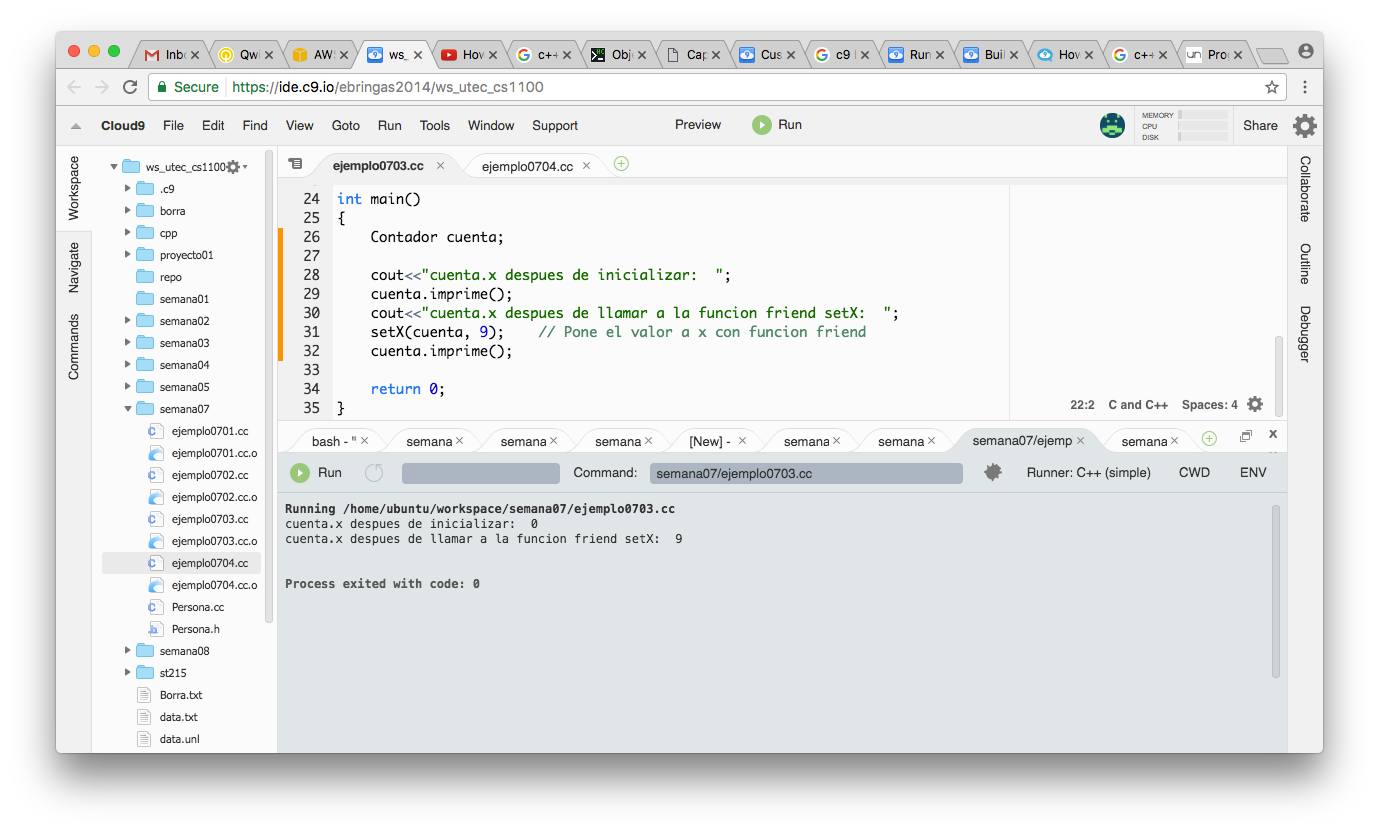 Inb Qwi AWS ws_ How c++ Obje Cap Cus c9 Run Buil How c++ Pro
Secure https://ide.c9.io/ebringas2014/ws_utec_cs1100
Cloud9 File Edit Find View Goto Run Tools Window Support Preview Run MEMORY CPU DISK Share
Workspace
Navigate
Commands
ws_utec_cs1100
.c9
borra
cpp
proyecto01
repo
semana01
semana02
semana03
semana04
semana05
semana07
ejemplo0701.cc
ejemplo0701.cc.o
ejemplo0702.cc
ejemplo0702.cc.o
ejemplo0703.cc
ejemplo0703.cc.o
ejemplo0704.cc
ejemplo0704.cc.o
Persona.cc
Persona.h
semana08
st215
Borra.txt
data.txt
data.unl
ejemplo0703.cc ejemplo0704.cc
24 int main()
25 {
26     Contador cuenta;
27
28     cout<<"cuenta.x despues de inicializar:  ";
29     cuenta.imprime();
30     cout<<"cuenta.x despues de llamar a la funcion friend setX:  ";
31     setX(cuenta, 9);    // Pone el valor a x con funcion friend
32     cuenta.imprime();
33
34     return 0;
35 }
22:2 C and C++ Spaces: 4
bash - " semana semana semana [New] - semana semana semana07/ejemp semana
Run Command: semana07/ejemplo0703.cc Runner: C++ (simple) CWD ENV
Running /home/ubuntu/workspace/semana07/ejemplo0703.cc
cuenta.x despues de inicializar:  0
cuenta.x despues de llamar a la funcion friend setX:  9
Process exited with code: 0
Collaborate
Outline
Debugger